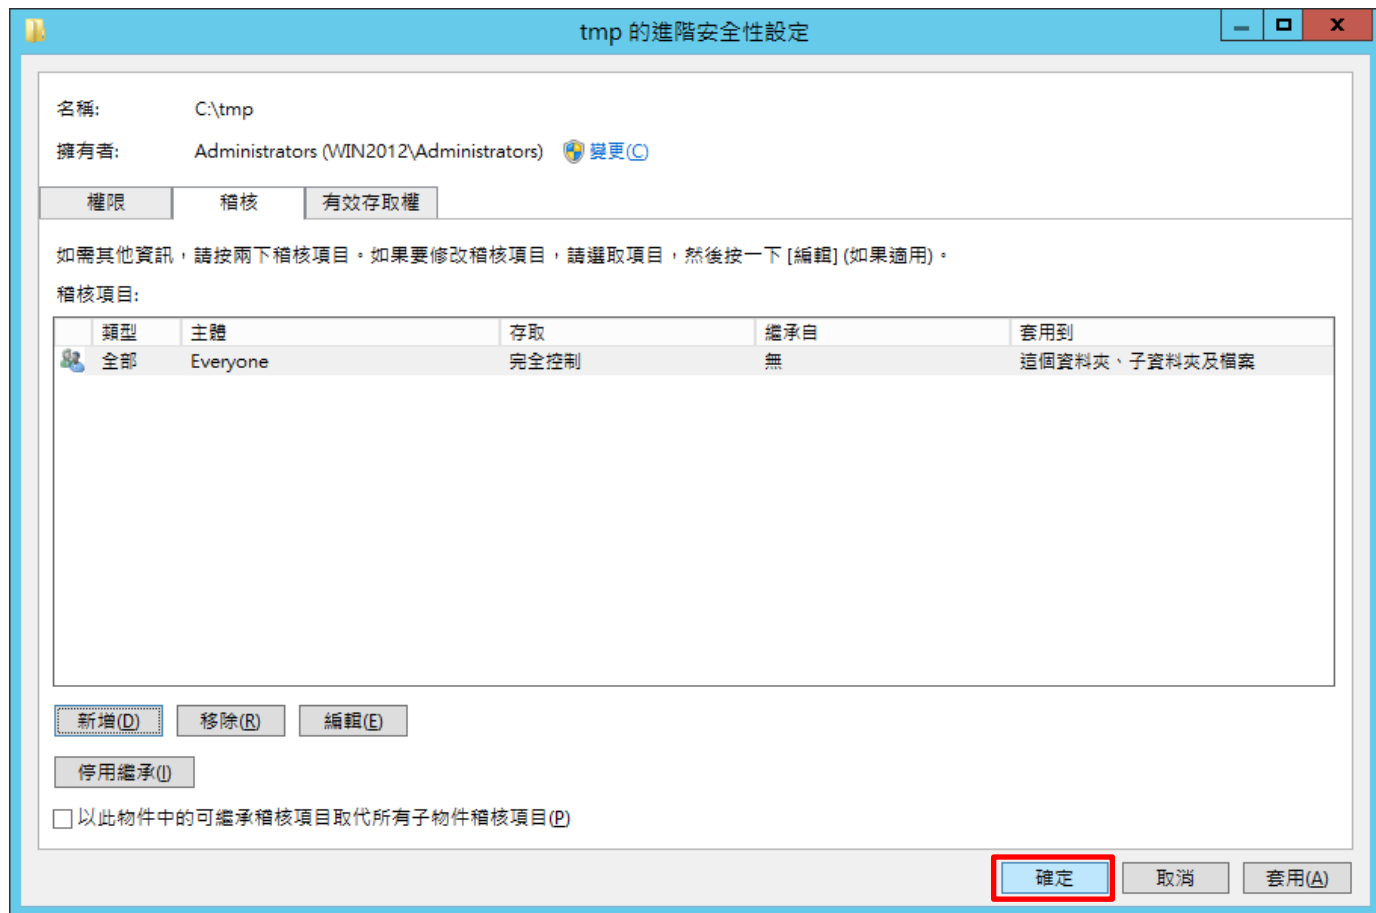 tmp 的進階安全性設定
名稱: C:\tmp
擁有者: Administrators (WIN2012\Administrators) 變更(C)
權限 稽核 有效存取權
如需其他資訊，請按兩下稽核項目。如果要修改稽核項目，請選取項目，然後按一下 [編輯] (如果適用)。
稽核項目:
類型 主體 存取 繼承自 套用到
全部 Everyone 完全控制 無 這個資料夾、子資料夾及檔案
新增(D) 移除(R) 編輯(E)
停用繼承(I)
以此物件中的可繼承稽核項目取代所有子物件稽核項目(P)
確定 取消 套用(A)